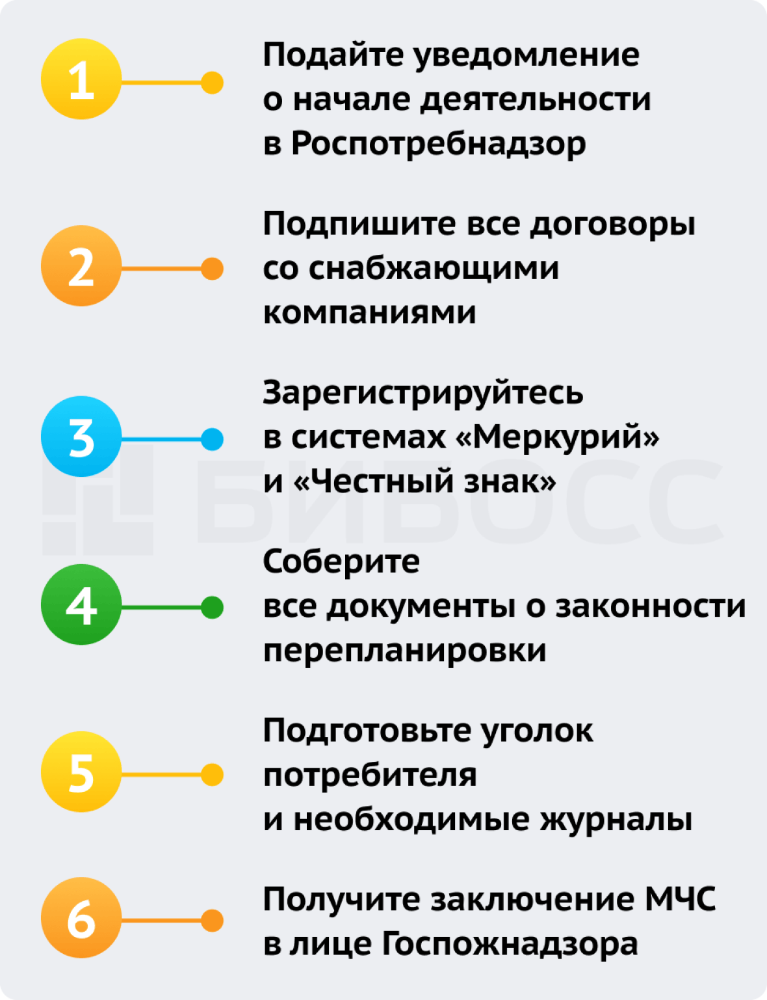 1
Подайте уведомление
о начале деятельности
в Роспотребнадзор
2
Подпишите все договоры
со снабжающими
компаниями
3
Зарегистрируйтесь
в системах «Меркурий»
и «Честный знак»
БИБОСС
4
Соберите
все документы о законности
перепланировки
5
Подготовьте уголок
потребителя
и необходимые журналы
6
Получите заключение МЧС
в лице Госпожнадзора